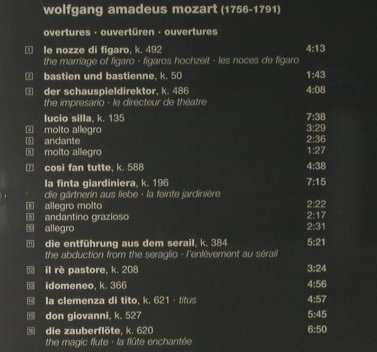 wolfgang amadeus mozart (1756-1791)
overtures · ouvertüren · ouvertures
1 le nozze di figaro, k. 492 4:13
the marriage of figaro · figaros hochzeit · les noces de figaro
2 bastien und bastienne, k. 50 1:43
3 der schauspieldirektor, k. 486 4:08
the impresario · le directeur de théatre
lucio silla, k. 135 7:38
4 molto allegro 3:29
5 andante 2:36
6 molto allegro 1:27
7 cosi fan tutte, k. 588 4:38
la finta giardiniera, k. 196 7:15
die gärtnerin aus liebe · la feinte jardinière
8 allegro molto 2:22
9 andantino grazioso 2:17
10 allegro 2:31
11 die entführung aus dem serail, k. 384 5:21
the abduction from the seraglio · l'enlèvement au sérail
12 il rè pastore, k. 208 3:24
13 idomeneo, k. 366 4:56
14 la clemenza di tito, k. 621 · titus 4:57
15 don giovanni, k. 527 5:45
16 die zauberflöte, k. 620 6:50
the magic flute · la flûte enchantée